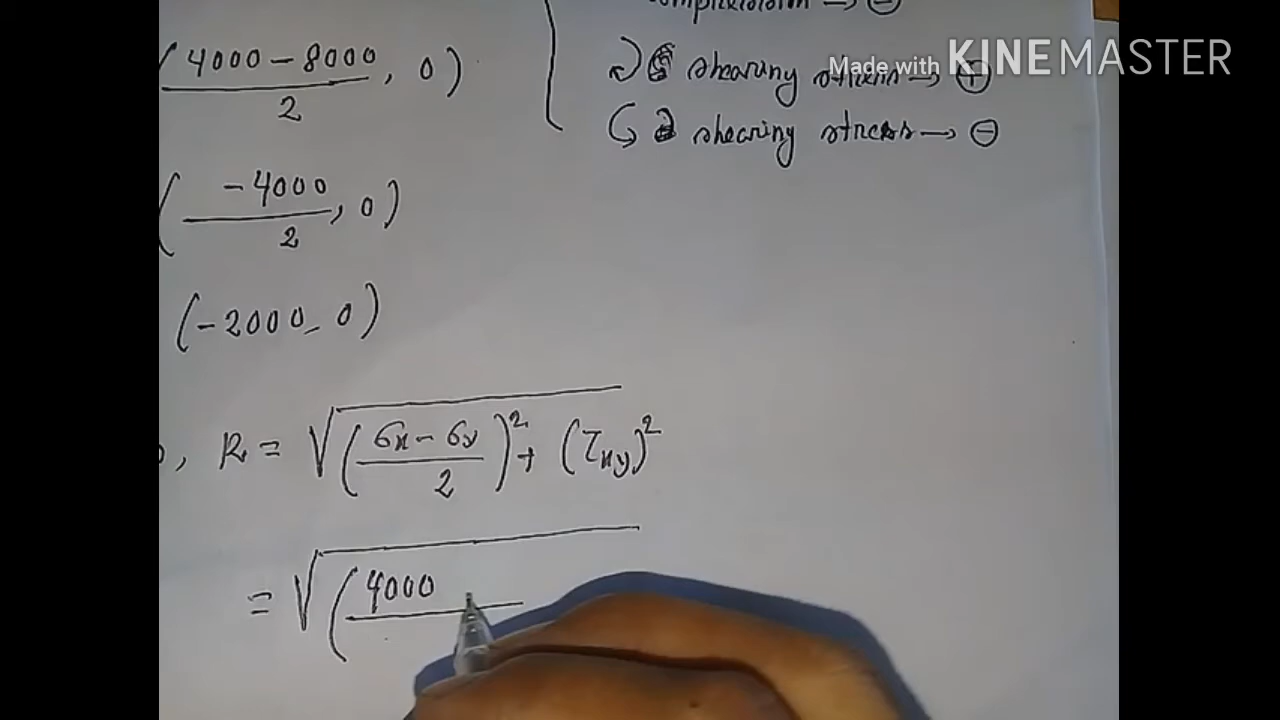 (4000 - 8000 / 2, 0)
→ ⊖
shearing → ⊕
shearing stress → ⊖
Made with KINEMASTER
(-4000 / 2, 0)
(-2000, 0)
, R = √((σx - σy / 2)² + (τxy)²
= √((4000